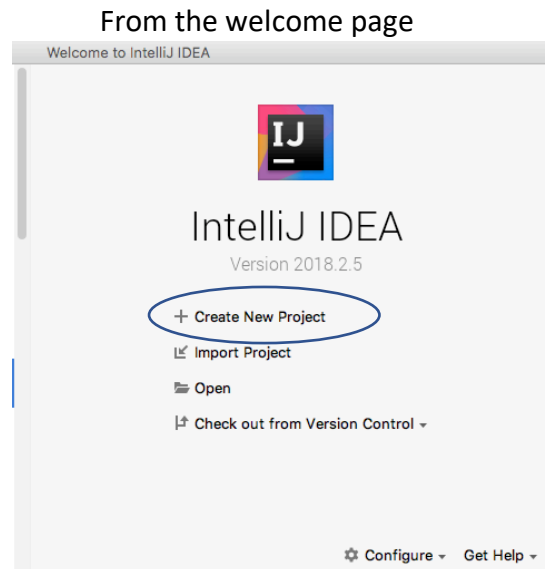 From the welcome page
Welcome to IntelliJ IDEA
IJ
IntelliJ IDEA
Version 2018.2.5
Create New Project
Import Project
Open
Check out from Version Control
Configure Get Help